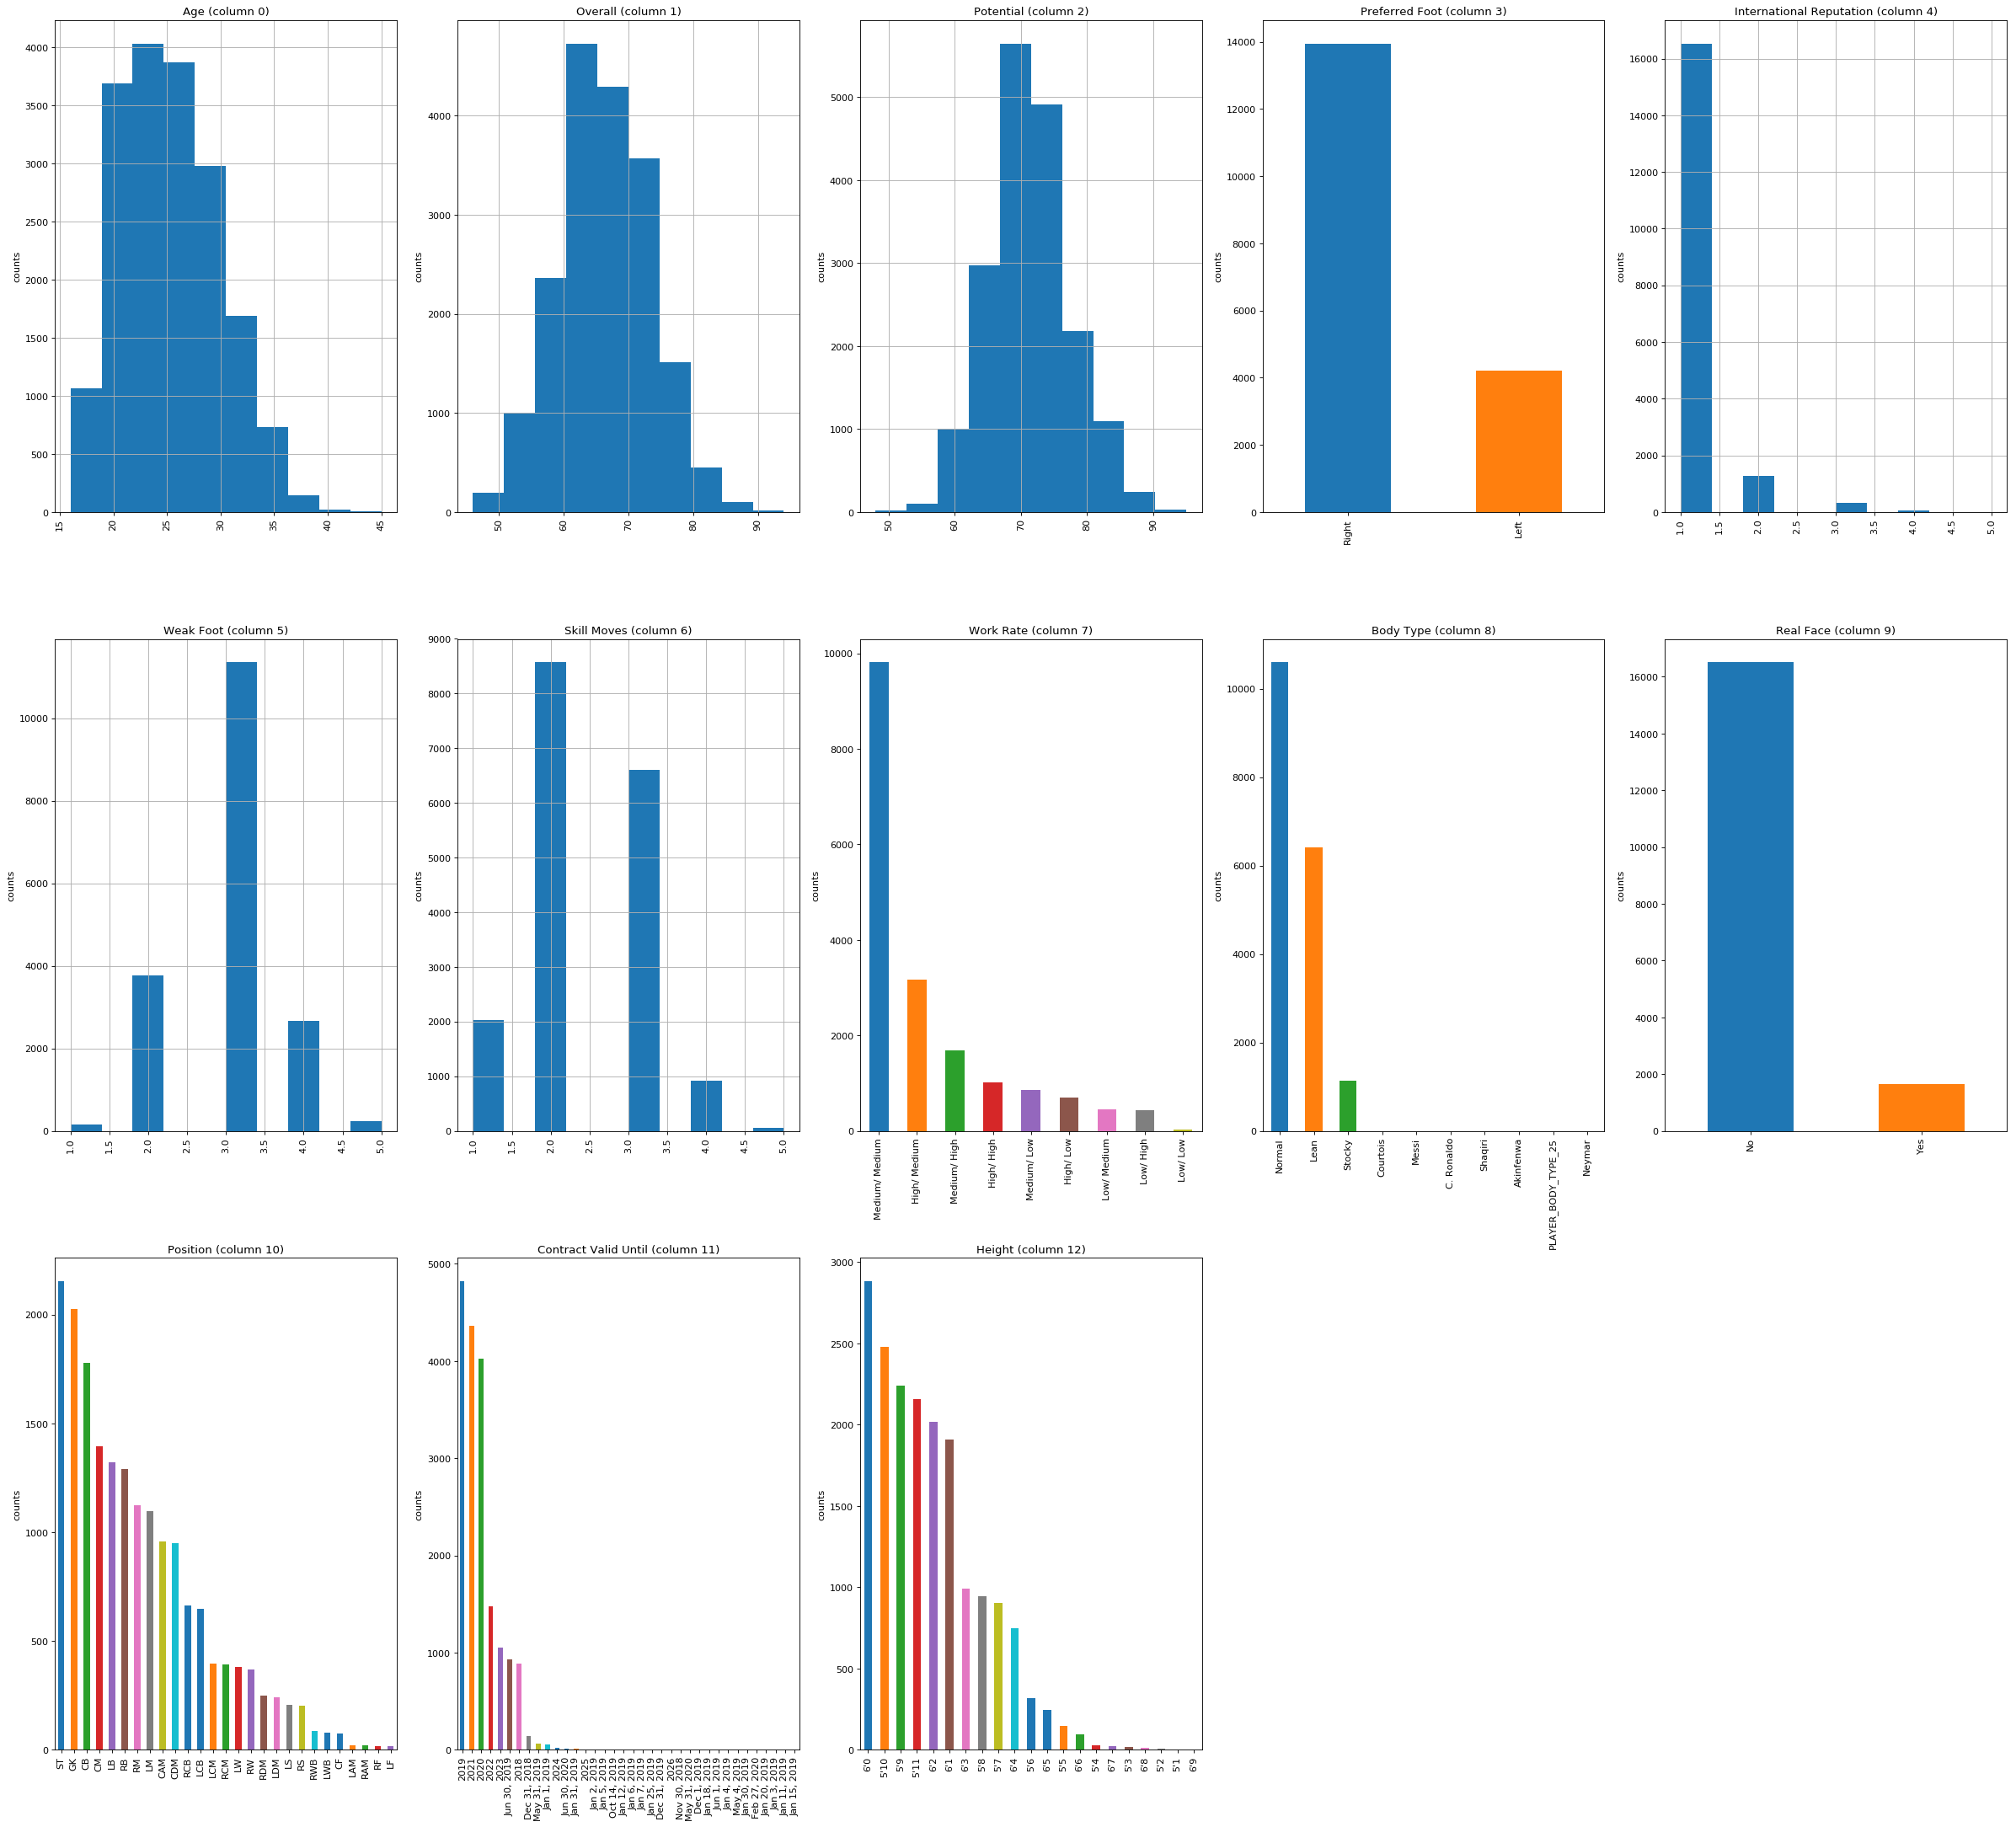 Age (column 0)
counts
4000
3500
3000
2500
2000
1500
1000
500
0
15 20 25 30 35 40 45
Overall (column 1)
counts
4000
3000
2000
1000
0
50 60 70 80 90
Potential (column 2)
counts
5000
4000
3000
2000
1000
0
50 60 70 80 90
Preferred Foot (column 3)
counts
14000
12000
10000
8000
6000
4000
2000
0
Right Left
International Reputation (column 4)
counts
16000
14000
12000
10000
8000
6000
4000
2000
0
1.0 1.5 2.0 2.5 3.0 3.5 4.0 4.5 5.0
Weak Foot (column 5)
counts
10000
8000
6000
4000
2000
0
1.0 1.5 2.0 2.5 3.0 3.5 4.0 4.5 5.0
Skill Moves (column 6)
counts
9000
8000
7000
6000
5000
4000
3000
2000
1000
0
1.0 1.5 2.0 2.5 3.0 3.5 4.0 4.5 5.0
Work Rate (column 7)
counts
10000
8000
6000
4000
2000
0
Medium/ Medium
High/ Medium
Medium/ High
High/ High
Medium/ Low
High/ Low
Low/ Medium
Low/ High
Low/ Low
Body Type (column 8)
counts
10000
8000
6000
4000
2000
0
Normal
Lean
Stocky
Courtois
Messi
C. Ronaldo
Shaqiri
Akinfenwa
PLAYER_BODY_TYPE_25
Neymar
Real Face (column 9)
counts
16000
14000
12000
10000
8000
6000
4000
2000
0
No Yes
Position (column 10)
counts
2000
1500
1000
500
0
ST
GK
CB
CM
LB
RB
RM
LM
CAM
CDM
RCB
LCB
LCM
RCM
LW
RW
RDM
LDM
LS
RS
RWB
LWB
CF
LAM
RAM
RF
LF
Contract Valid Until (column 11)
counts
5000
4000
3000
2000
1000
0
2019
2021
2020
2022
2023
Jun 30, 2019
2018
Dec 31, 2018
May 31, 2019
Jan 1, 2019
2024
Jun 30, 2020
Jan 31, 2019
2025
Jan 2, 2019
Jan 5, 2019
Oct 14, 2019
Jan 12, 2019
Jan 6, 2019
Jan 7, 2019
Jan 25, 2019
Dec 31, 2019
2026
Nov 30, 2018
May 31, 2020
Dec 1, 2019
Jan 18, 2019
Jun 1, 2019
Jan 4, 2019
May 4, 2019
Jan 30, 2019
Feb 27, 2020
Jan 20, 2019
Jan 3, 2019
Jan 11, 2019
Jan 15, 2019
Height (column 12)
counts
3000
2500
2000
1500
1000
500
0
6'0
5'10
5'9
5'11
6'2
6'1
6'3
5'8
5'7
6'4
5'6
6'5
5'5
6'6
5'4
6'7
5'3
6'8
5'2
5'1
6'9